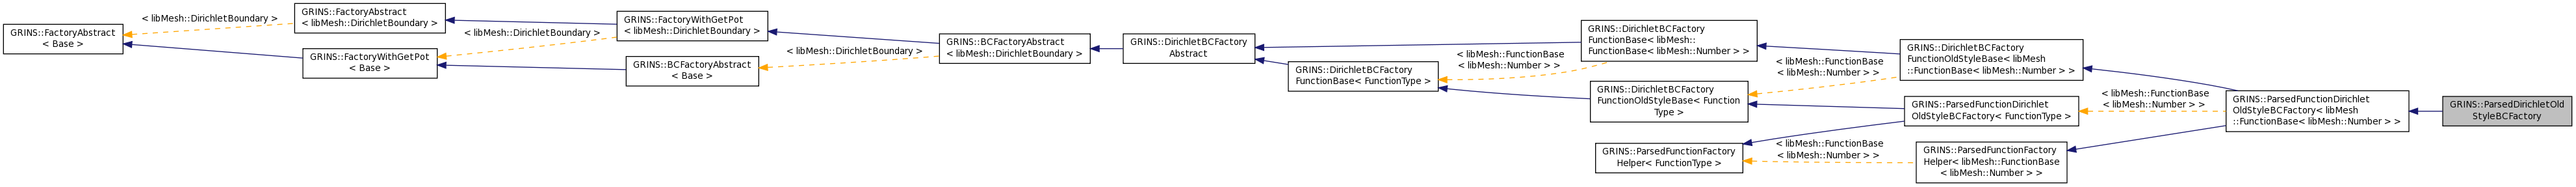 GRINS::FactoryAbstract
< Base >
< libMesh::DirichletBoundary >
GRINS::FactoryAbstract
< libMesh::DirichletBoundary >
GRINS::FactoryWithGetPot
< Base >
< libMesh::DirichletBoundary >
GRINS::FactoryWithGetPot
< libMesh::DirichletBoundary >
GRINS::BCFactoryAbstract
< Base >
< libMesh::DirichletBoundary >
GRINS::BCFactoryAbstract
< libMesh::DirichletBoundary >
GRINS::DirichletBCFactory
Abstract
GRINS::DirichletBCFactory
FunctionBase< FunctionType >
< libMesh::FunctionBase
< libMesh::Number > >
GRINS::DirichletBCFactory
FunctionBase< libMesh::
FunctionBase< libMesh::Number > >
GRINS::DirichletBCFactory
FunctionOldStyleBase< Function
Type >
GRINS::ParsedFunctionFactory
Helper< FunctionType >
< libMesh::FunctionBase
< libMesh::Number > >
< libMesh::FunctionBase
< libMesh::Number > >
GRINS::DirichletBCFactory
FunctionOldStyleBase< libMesh
::FunctionBase< libMesh::Number > >
GRINS::ParsedFunctionDirichlet
OldStyleBCFactory< FunctionType >
GRINS::ParsedFunctionFactory
Helper< libMesh::FunctionBase
< libMesh::Number > >
< libMesh::FunctionBase
< libMesh::Number > >
GRINS::ParsedFunctionDirichlet
OldStyleBCFactory< libMesh
::FunctionBase< libMesh::Number > >
GRINS::ParsedDirichletOld
StyleBCFactory